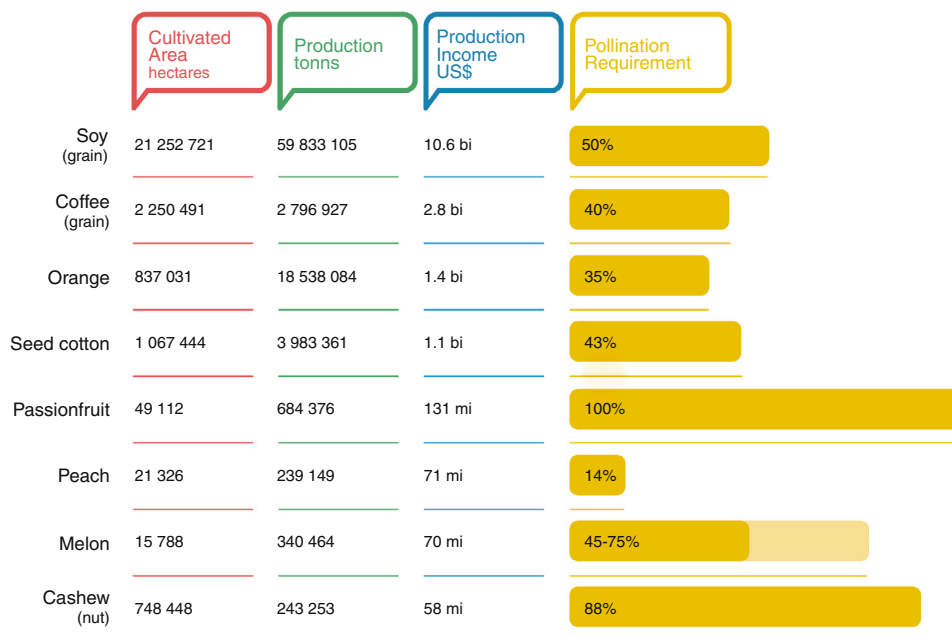 Cultivated
Area
hectares
Production
tonns
Production
Income
US$
Pollination
Requirement
Soy
(grain)
21 252 721
59 833 105
10.6 bi
50%
Coffee
(grain)
2 250 491
2 796 927
2.8 bi
40%
Orange
837 031
18 538 084
1.4 bi
35%
Seed cotton
1 067 444
3 983 361
1.1 bi
43%
Passionfruit
49 112
684 376
131 mi
100%
Peach
21 326
239 149
71 mi
14%
Melon
15 788
340 464
70 mi
45-75%
Cashew
(nut)
748 448
243 253
58 mi
88%